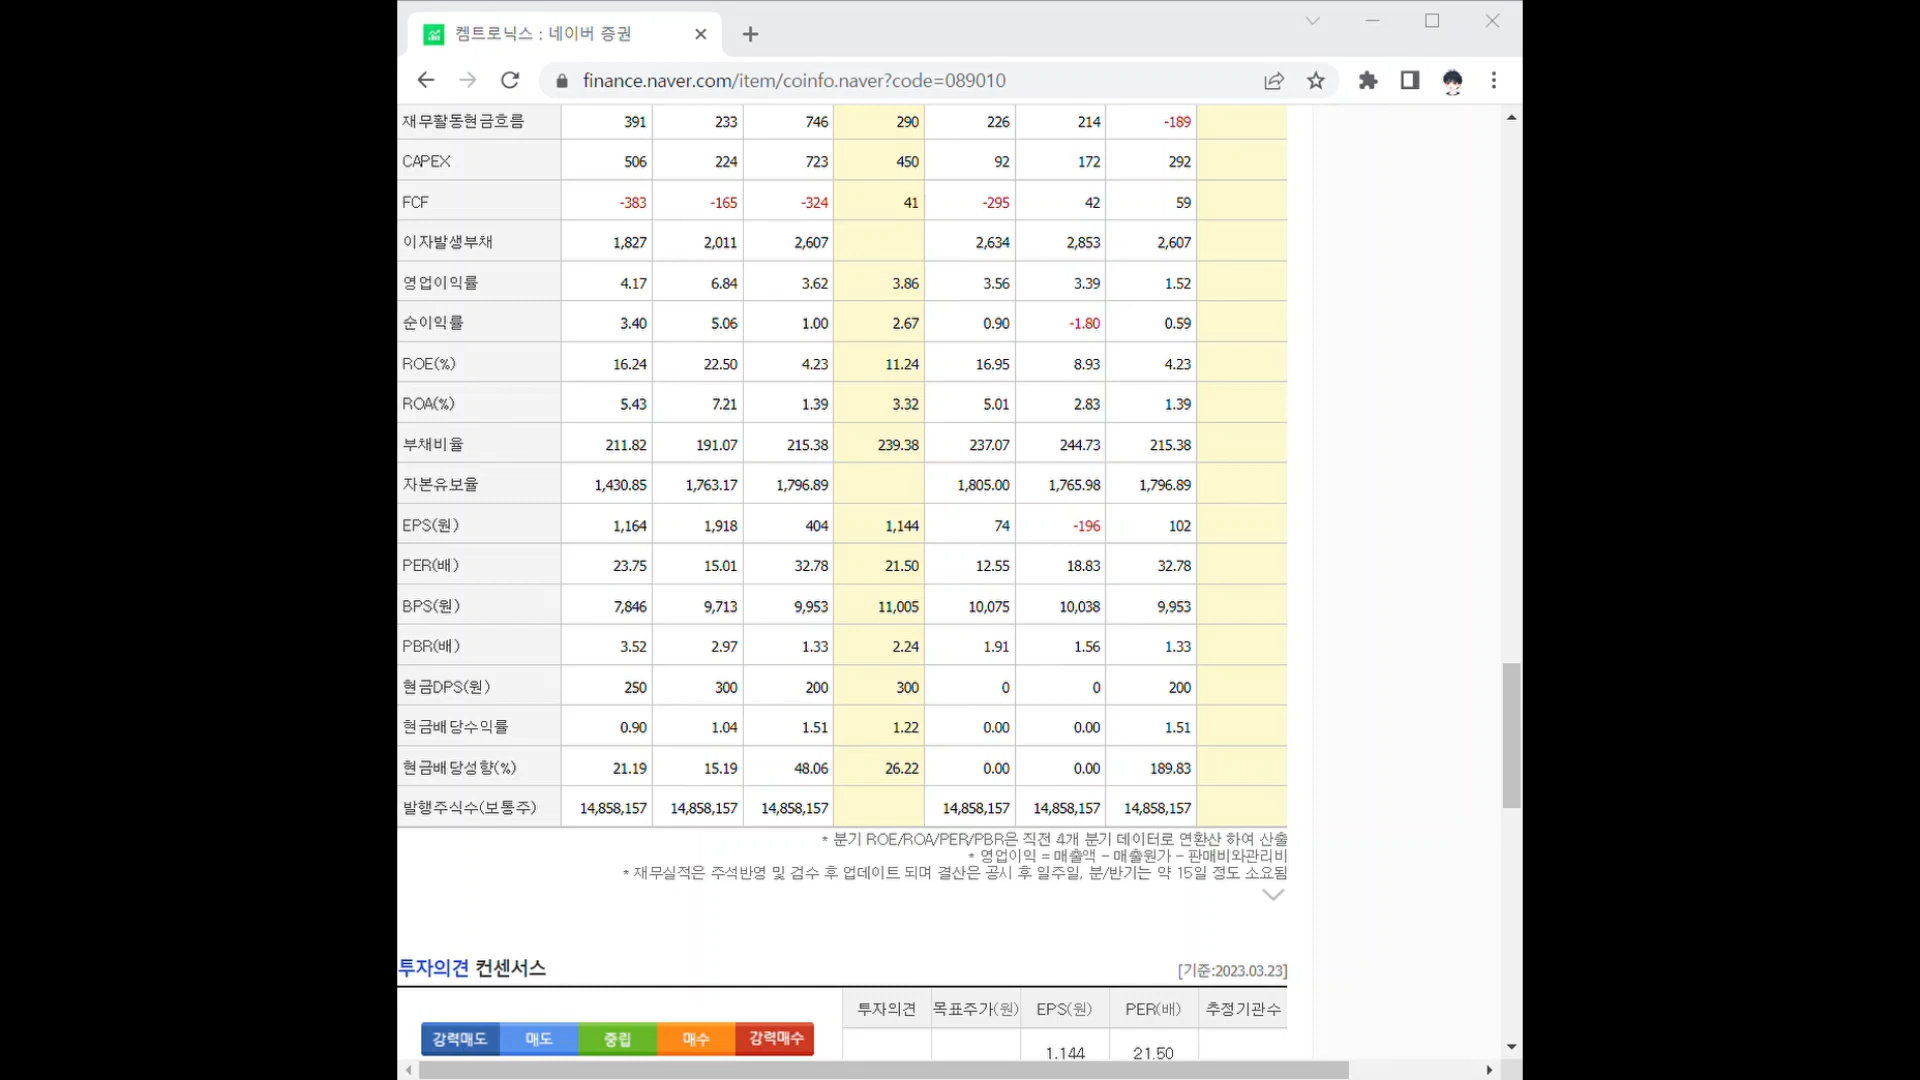 켐트로닉스 : 네이버 증권
finance.naver.com/item/coinfo.naver?code=089010
재무활동현금흐름 391 233 746 290 226 214 -189
CAPEX 506 224 723 450 92 172 292
FCF -383 -165 -324 41 -295 42 59
이자발생부채 1,827 2,011 2,607 2,634 2,853 2,607
영업이익률 4.17 6.84 3.62 3.86 3.56 3.39 1.52
순이익률 3.40 5.06 1.00 2.67 0.90 -1.80 0.59
ROE(%) 16.24 22.50 4.23 11.24 16.95 8.93 4.23
ROA(%) 5.43 7.21 1.39 3.32 5.01 2.83 1.39
부채비율 211.82 191.07 215.38 239.38 237.07 244.73 215.38
자본유보율 1,430.85 1,763.17 1,796.89 1,805.00 1,765.98 1,796.89
EPS(원) 1,164 1,918 404 1,144 74 -196 102
PER(배) 23.75 15.01 32.78 21.50 12.55 18.83 32.78
BPS(원) 7,846 9,713 9,953 11,005 10,075 10,038 9,953
PBR(배) 3.52 2.97 1.33 2.24 1.91 1.56 1.33
현금DPS(원) 250 300 200 300 0 0 200
현금배당수익률 0.90 1.04 1.51 1.22 0.00 0.00 1.51
현금배당성향(%) 21.19 15.19 48.06 26.22 0.00 0.00 189.83
발행주식수(보통주) 14,858,157 14,858,157 14,858,157 14,858,157 14,858,157 14,858,157
* 분기 ROE/ROA/PER/PBR은 직전 4개 분기 데이터로 연환산 하여 산출
* 영업이익 = 매출액 - 매출원가 - 판매비와관리비
* 재무실적은 주석반영 및 검수 후 업데이트 되며 결산은 공시 후 일주일, 분/반기는 약 15일 정도 소요됨
투자의견 컨센서스 [기준:2023.03.23]
투자의견 목표주가(원) EPS(원) PER(배) 추정기관수
강력매도 매도 중립 매수 강력매수
1,144 21.50